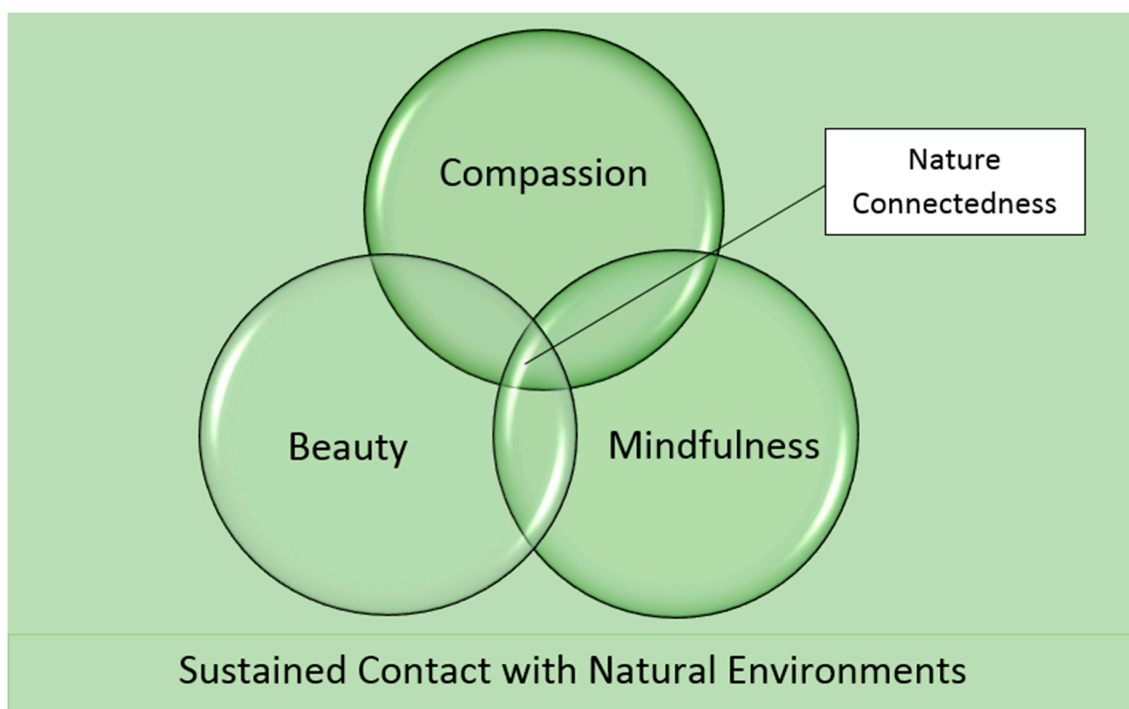 Compassion
Nature
Connectedness
Beauty
Mindfulness
Sustained Contact with Natural Environments